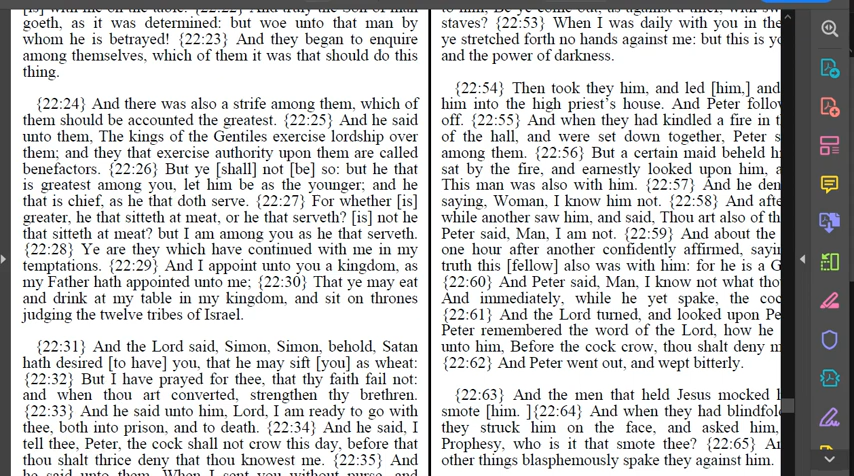 goeth, as it was determined: but woe unto that man by
whom he is betrayed! {22:23} And they began to enquire
among themselves, which of them it was that should do this
thing.
{22:24} And there was also a strife among them, which of
them should be accounted the greatest. {22:25} And he said
unto them, The kings of the Gentiles exercise lordship over
them; and they that exercise authority upon them are called
benefactors. {22:26} But ye [shall] not [be] so: but he that
is greatest among you, let him be as the younger; and he
that is chief, as he that doth serve. {22:27} For whether [is]
greater, he that sitteth at meat, or he that serveth? [is] not he
that sitteth at meat? but I am among you as he that serveth.
{22:28} Ye are they which have continued with me in my
temptations. {22:29} And I appoint unto you a kingdom, as
my Father hath appointed unto me; {22:30} That ye may eat
and drink at my table in my kingdom, and sit on thrones
judging the twelve tribes of Israel.
{22:31} And the Lord said, Simon, Simon, behold, Satan
hath desired [to have] you, that he may sift [you] as wheat:
{22:32} But I have prayed for thee, that thy faith fail not:
and when thou art converted, strengthen thy brethren.
{22:33} And he said unto him, Lord, I am ready to go with
thee, both into prison, and to death. {22:34} And he said, I
tell thee, Peter, the cock shall not crow this day, before that
thou shalt thrice deny that thou knowest me. {22:35} And
he said unto them, When I sent you without purse, and
staves? {22:53} When I was daily with you in the
ye stretched forth no hands against me: but this is
and the power of darkness.
{22:54} Then took they him, and led [him,] and
him into the high priest's house. And Peter
off. {22:55} And when they had kindled a fire in
of the hall, and were set down together, Peter
among them. {22:56} But a certain maid beheld
sat by the fire, and earnestly looked upon him,
This man was also with him. {22:57} And he
saying, Woman, I know him not. {22:58} And
while another saw him, and said, Thou art also of
Peter said, Man, I am not. {22:59} And about the
one hour after another confidently affirmed,
truth this [fellow] also was with him: for he is a
{22:60} And Peter said, Man, I know not what
And immediately, while he yet spake, the
{22:61} And the Lord turned, and looked upon
Peter remembered the word of the Lord, how he
unto him, Before the cock crow, thou shalt deny
{22:62} And Peter went out, and wept bitterly.
{22:63} And the men that held Jesus mocked
smote [him. ]{22:64} And when they had
they struck him on the face, and asked him,
Prophesy, who is it that smote thee? {22:65}
other things blasphemously spake they against him.